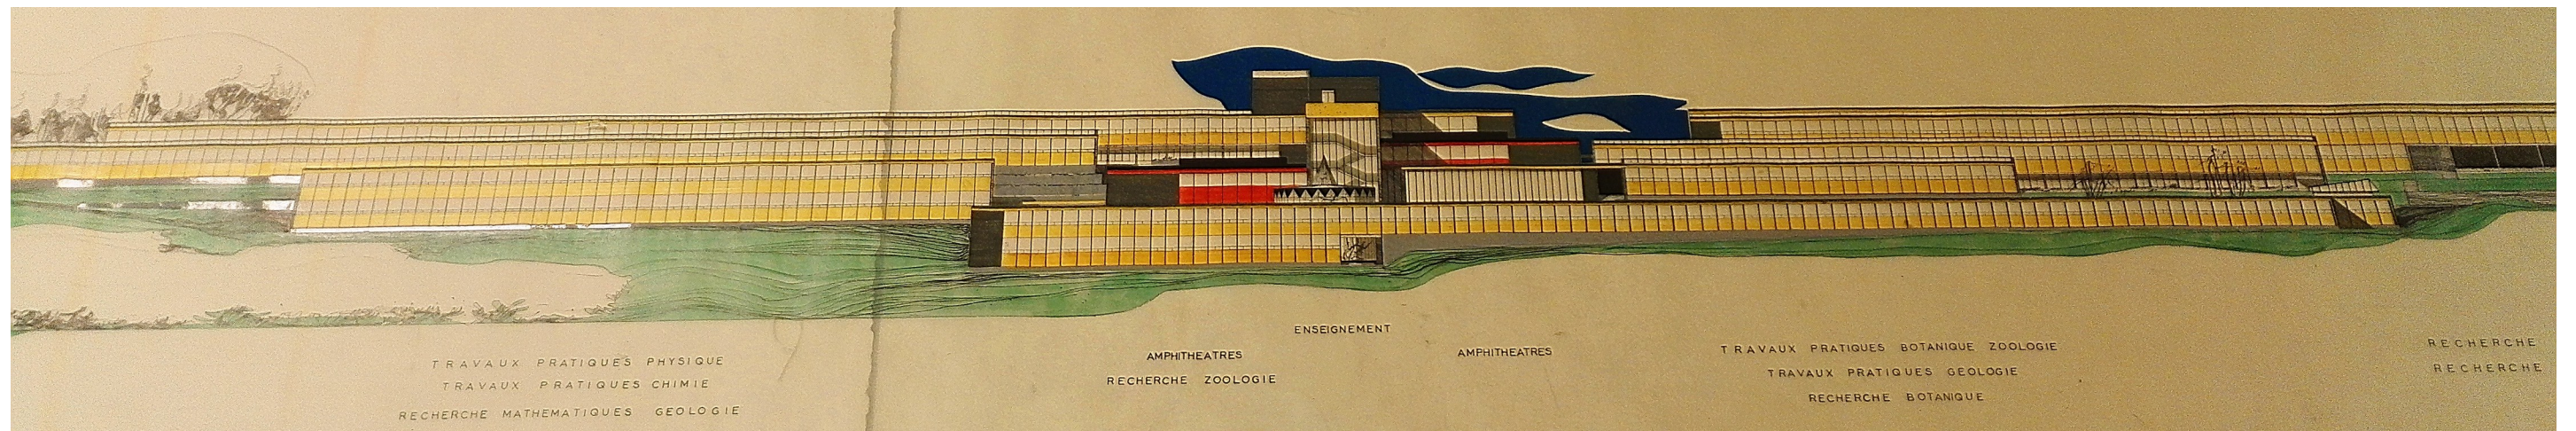 TRAVAUX PRATIQUES PHYSIQUE
TRAVAUX PRATIQUES CHIMIE
RECHERCHE MATHEMATIQUES GEOLOGIE
ENSEIGNEMENT
AMPHITHEATRES
RECHERCHE ZOOLOGIE
AMPHITHEATRES
TRAVAUX PRATIQUES BOTANIQUE ZOOLOGIE
TRAVAUX PRATIQUES GEOLOGIE
RECHERCHE BOTANIQUE
RECHERCHE
RECHERCHE